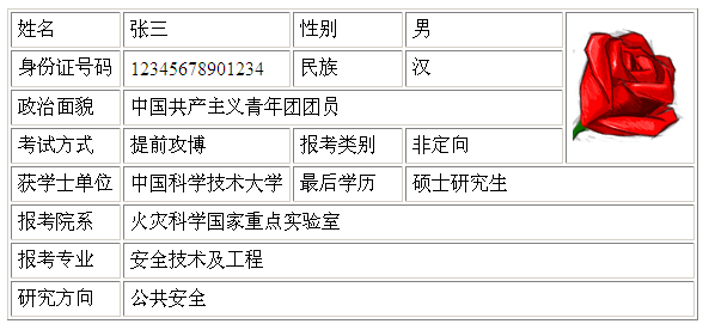 姓名 张三 性别 男
身份证号码 12345678901234 民族 汉
政治面貌 中国共产主义青年团团员
考试方式 提前攻博 报考类别 非定向
获学士单位 中国科学技术大学 最后学历 硕士研究生
报考院系 火灾科学国家重点实验室
报考专业 安全技术及工程
研究方向 公共安全